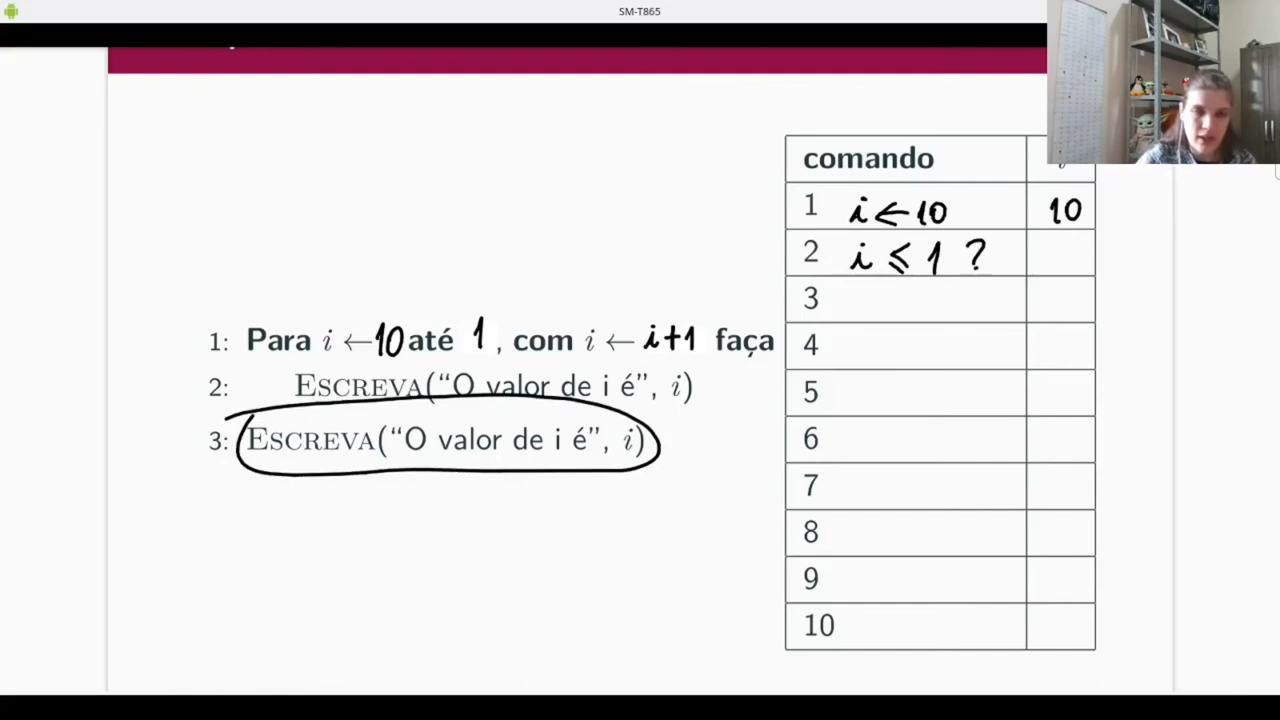 SM-T865
comando
1 i ← 10 10
2 i ⩽ 1 ?
3
4
5
6
7
8
9
10
1: Para i ← 10 até 1, com i ← i+1 faça
2: ESCREVA(“O valor de i é”, i)
3: ESCREVA(“O valor de i é”, i)